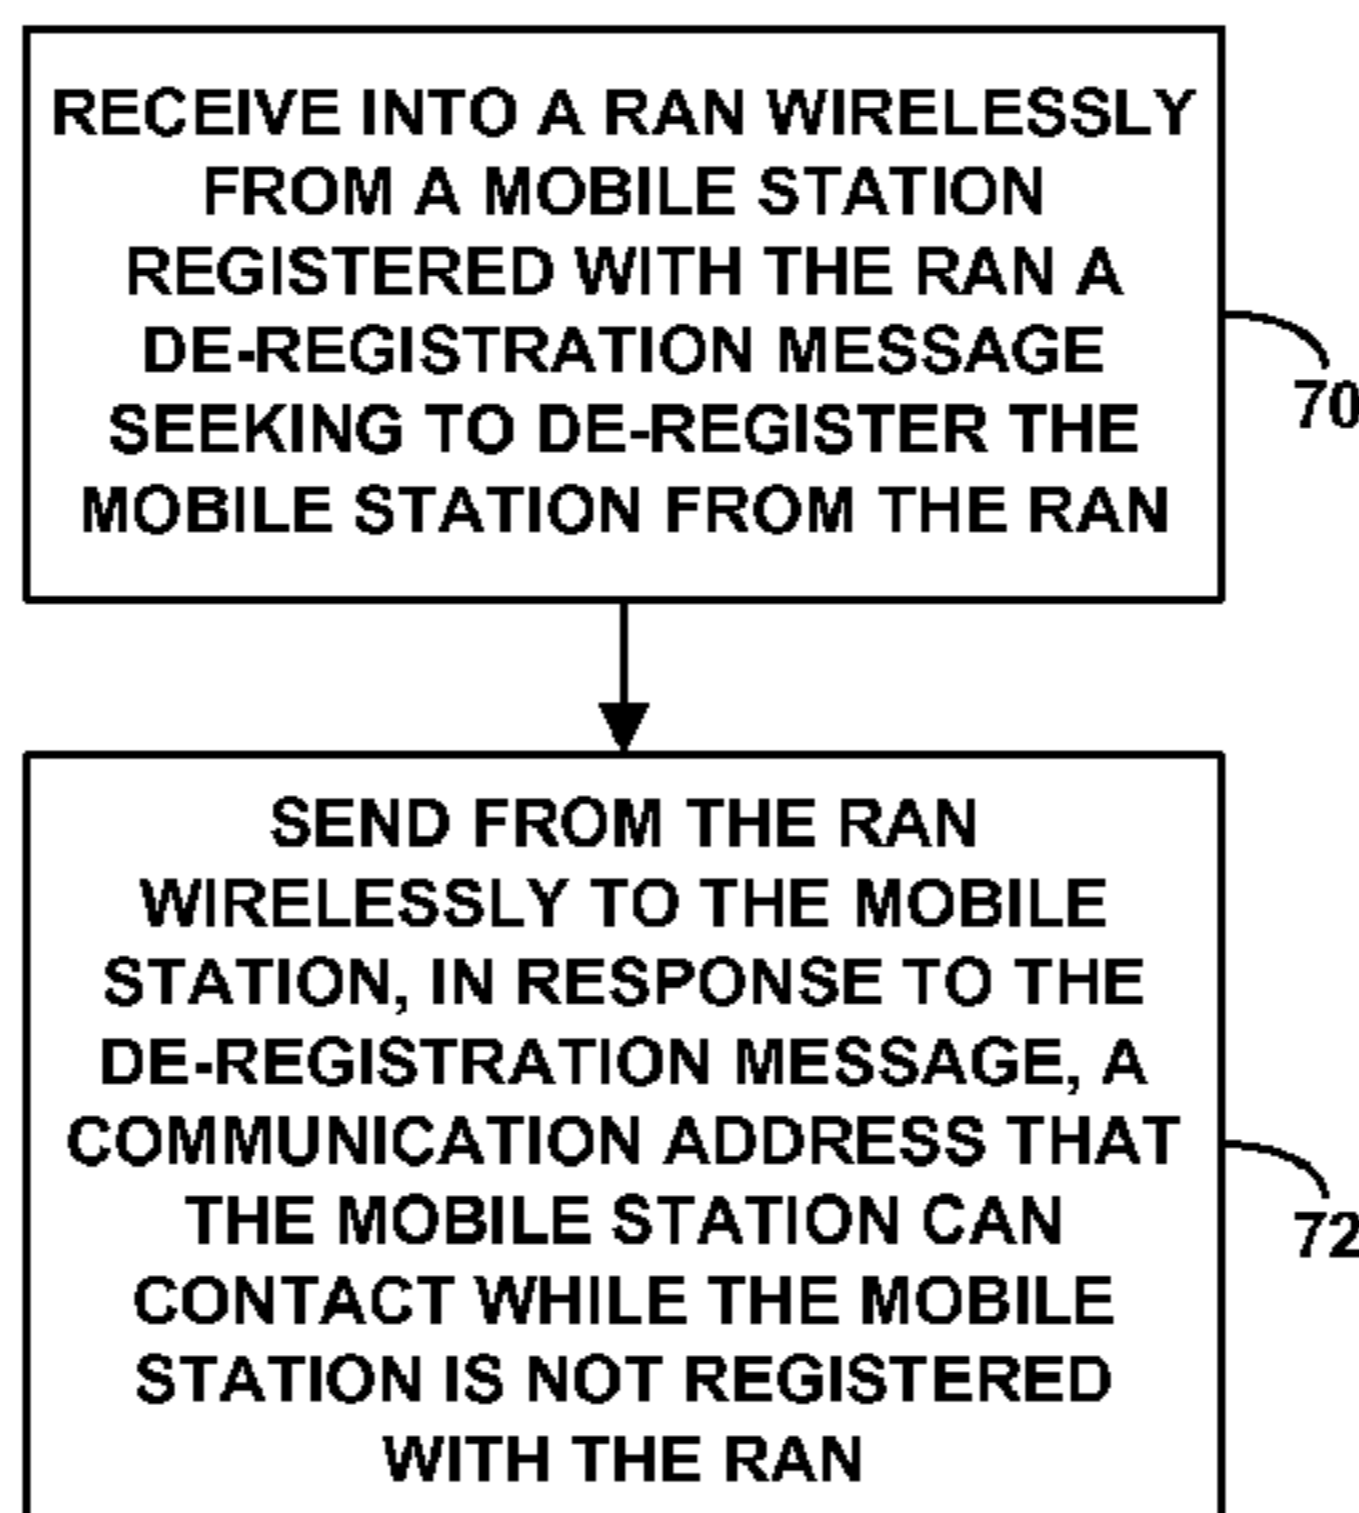 RECEIVE INTO A RAN WIRELESSLY
FROM A MOBILE STATION
REGISTERED WITH THE RAN A
DE-REGISTRATION MESSAGE
SEEKING TO DE-REGISTER THE
MOBILE STATION FROM THE RAN
70
SEND FROM THE RAN
WIRELESSLY TO THE MOBILE
STATION, IN RESPONSE TO THE
DE-REGISTRATION MESSAGE, A
COMMUNICATION ADDRESS THAT
THE MOBILE STATION CAN
CONTACT WHILE THE MOBILE
STATION IS NOT REGISTERED
WITH THE RAN
72